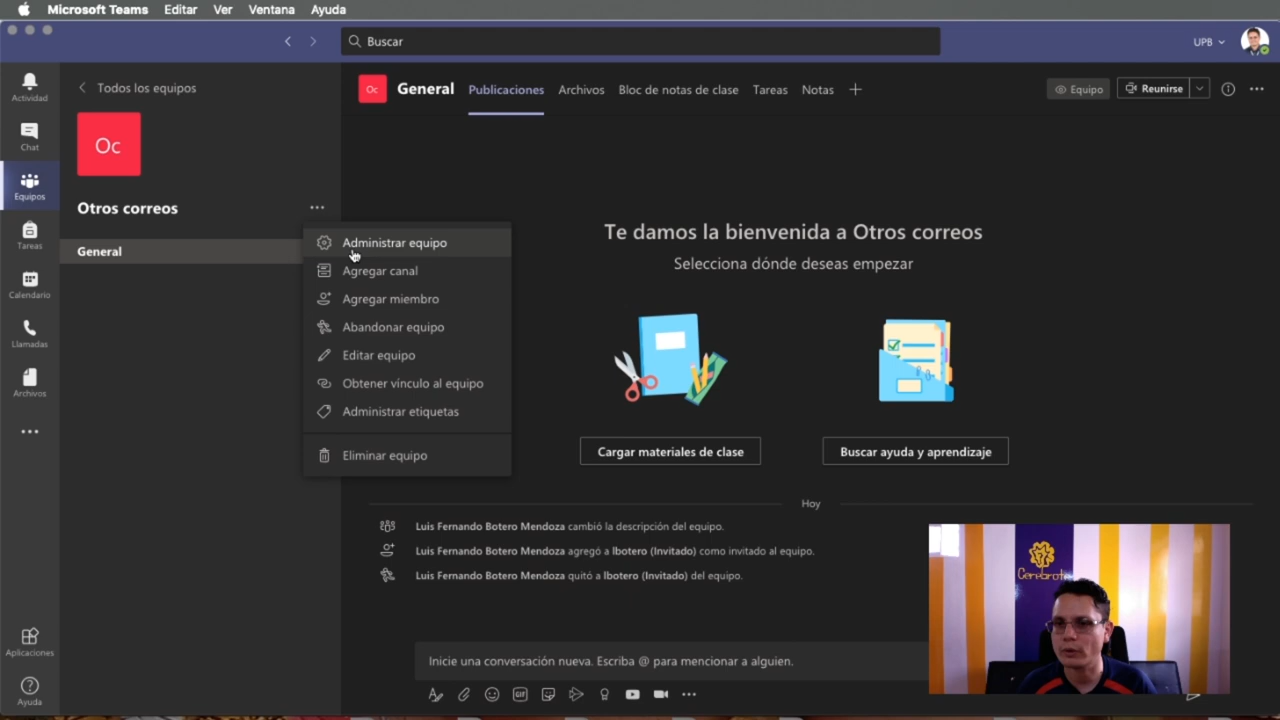 Microsoft Teams Editar Ver Ventana Ayuda
Buscar
UPB
Actividad
Chat
Equipos
Tareas
Calendario
Llamadas
Archivos
Aplicaciones
Ayuda
Todos los equipos
Oc
Otros correos
General
Administrar equipo
Agregar canal
Agregar miembro
Abandonar equipo
Editar equipo
Obtener vínculo al equipo
Administrar etiquetas
Eliminar equipo
Oc General Publicaciones Archivos Bloc de notas de clase Tareas Notas
Equipo Reunirse
Te damos la bienvenida a Otros correos
Selecciona dónde deseas empezar
Cargar materiales de clase
Buscar ayuda y aprendizaje
Hoy
Luis Fernando Botero Mendoza cambió la descripción del equipo.
Luis Fernando Botero Mendoza agregó a lbotero (Invitado) como invitado al equipo.
Luis Fernando Botero Mendoza quitó a lbotero (Invitado) del equipo.
Inicie una conversación nueva. Escriba @ para mencionar a alguien.
GIF